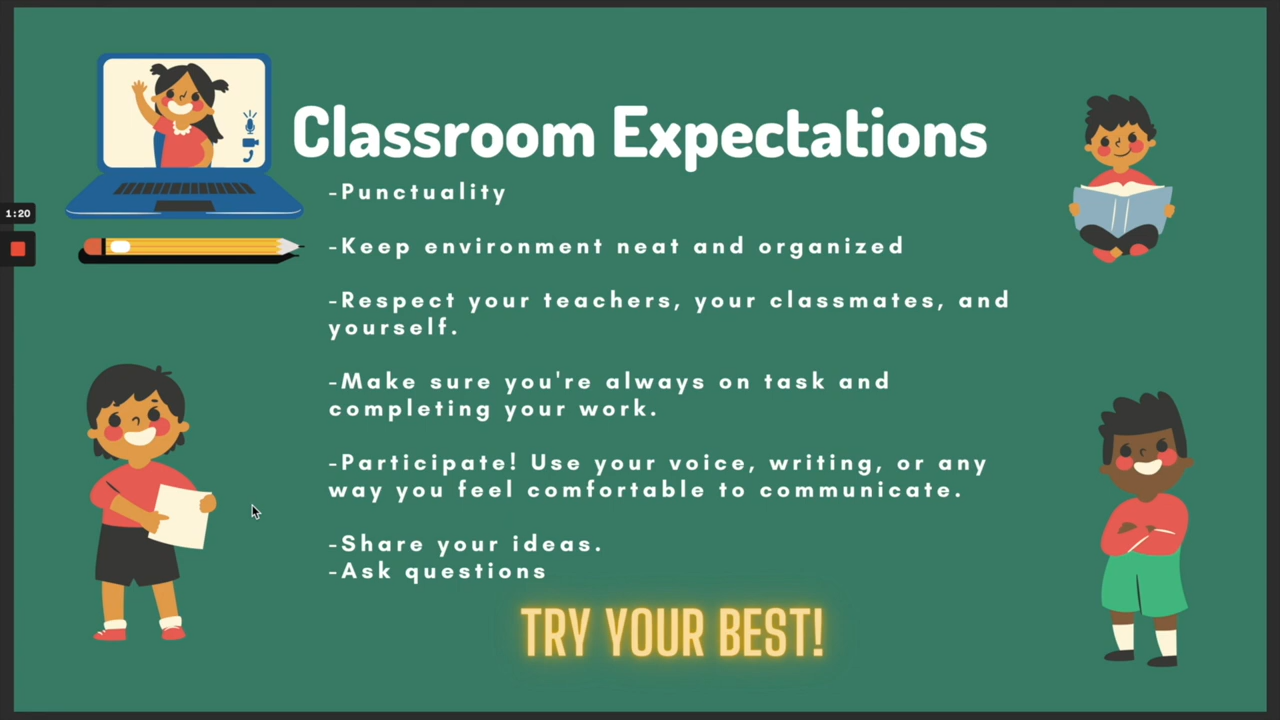 Classroom Expectations
-Punctuality
1:20
-Keep environment neat and organized
-Respect your teachers, your classmates, and
yourself.
-Make sure you're always on task and
completing your work.
-Participate! Use your voice, writing, or any
way you feel comfortable to communicate.
-Share your ideas.
-Ask questions
TRY YOUR BEST!